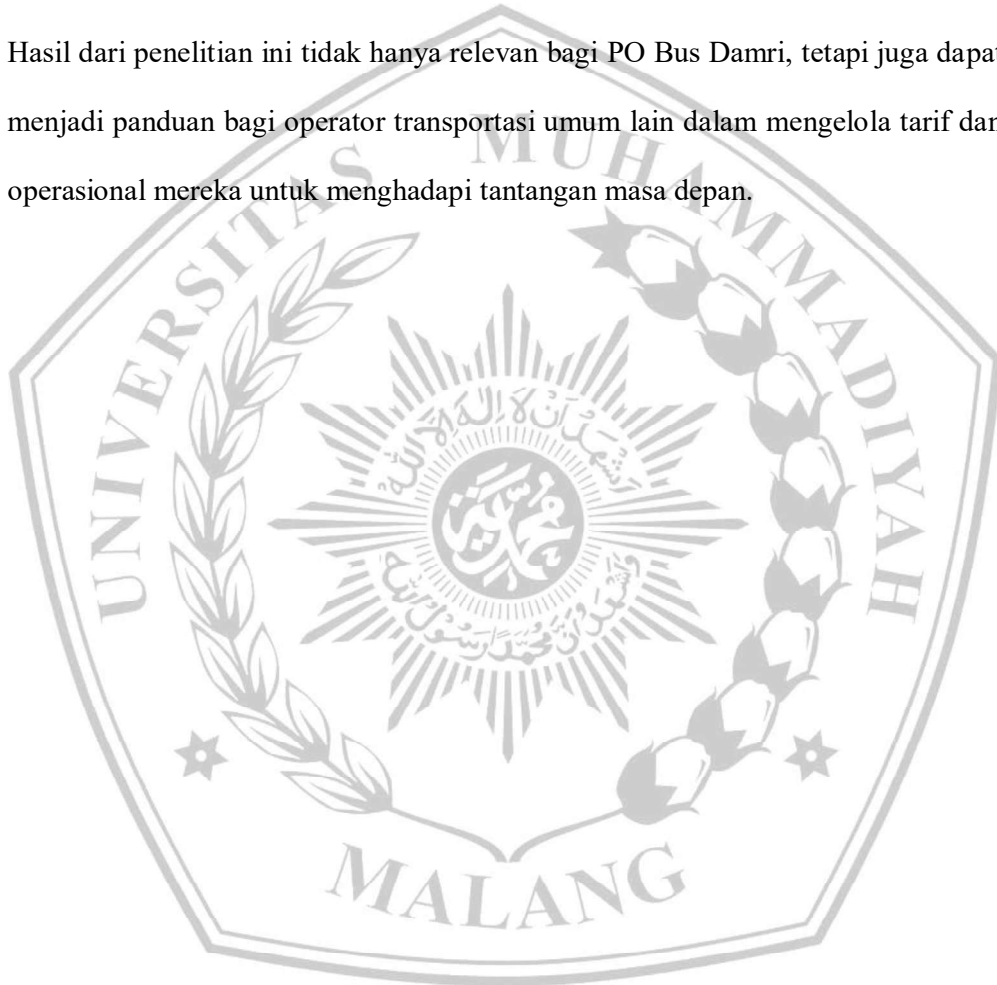 Hasil dari penelitian ini tidak hanya relevan bagi PO Bus Damri, tetapi juga dapat
menjadi panduan bagi operator transportasi umum lain dalam mengelola tarif dan
operasional mereka untuk menghadapi tantangan masa depan.
UNIVERSITAS MUHAMMADIYAH
MALANG